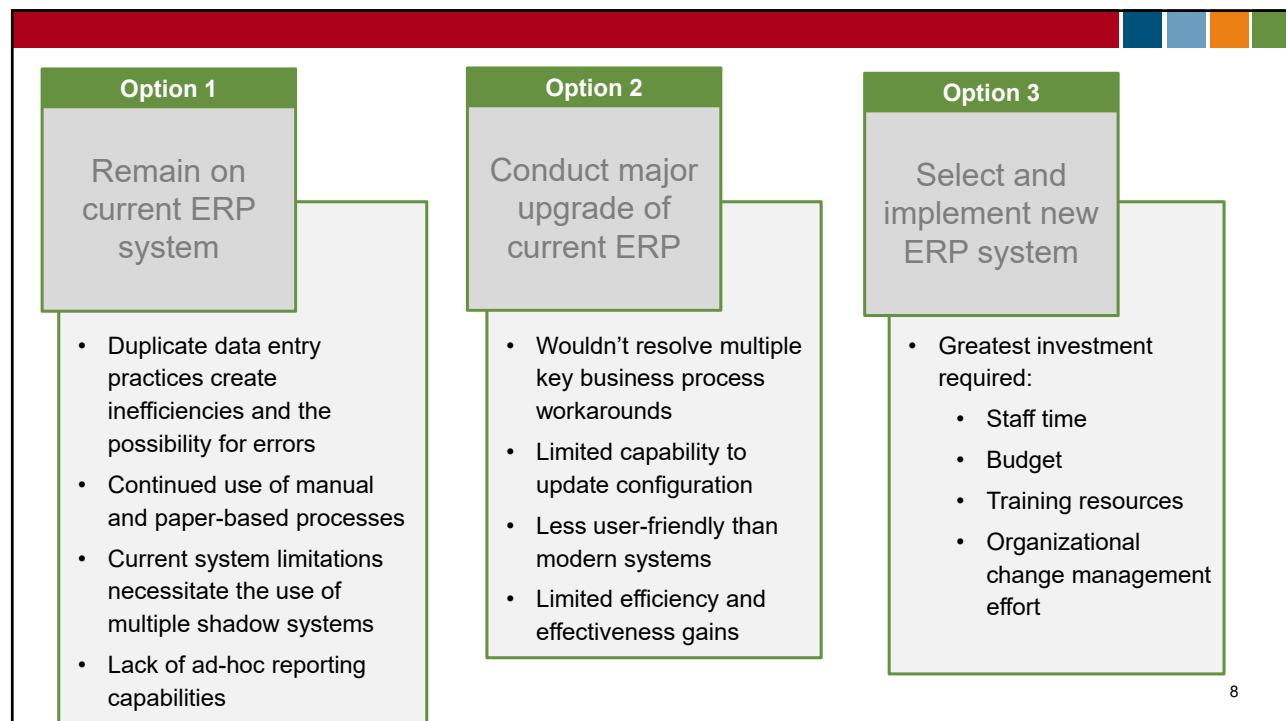 Option 1
Remain on
current ERP
system
• Duplicate data entry
practices create
inefficiencies and the
possibility for errors
• Continued use of manual
and paper-based processes
• Current system limitations
necessitate the use of
multiple shadow systems
• Lack of ad-hoc reporting
capabilities
Option 2
Conduct major
upgrade of
current ERP
• Wouldn’t resolve multiple
key business process
workarounds
• Limited capability to
update configuration
• Less user-friendly than
modern systems
• Limited efficiency and
effectiveness gains
Option 3
Select and
implement new
ERP system
• Greatest investment
required:
• Staff time
• Budget
• Training resources
• Organizational
change management
effort
8